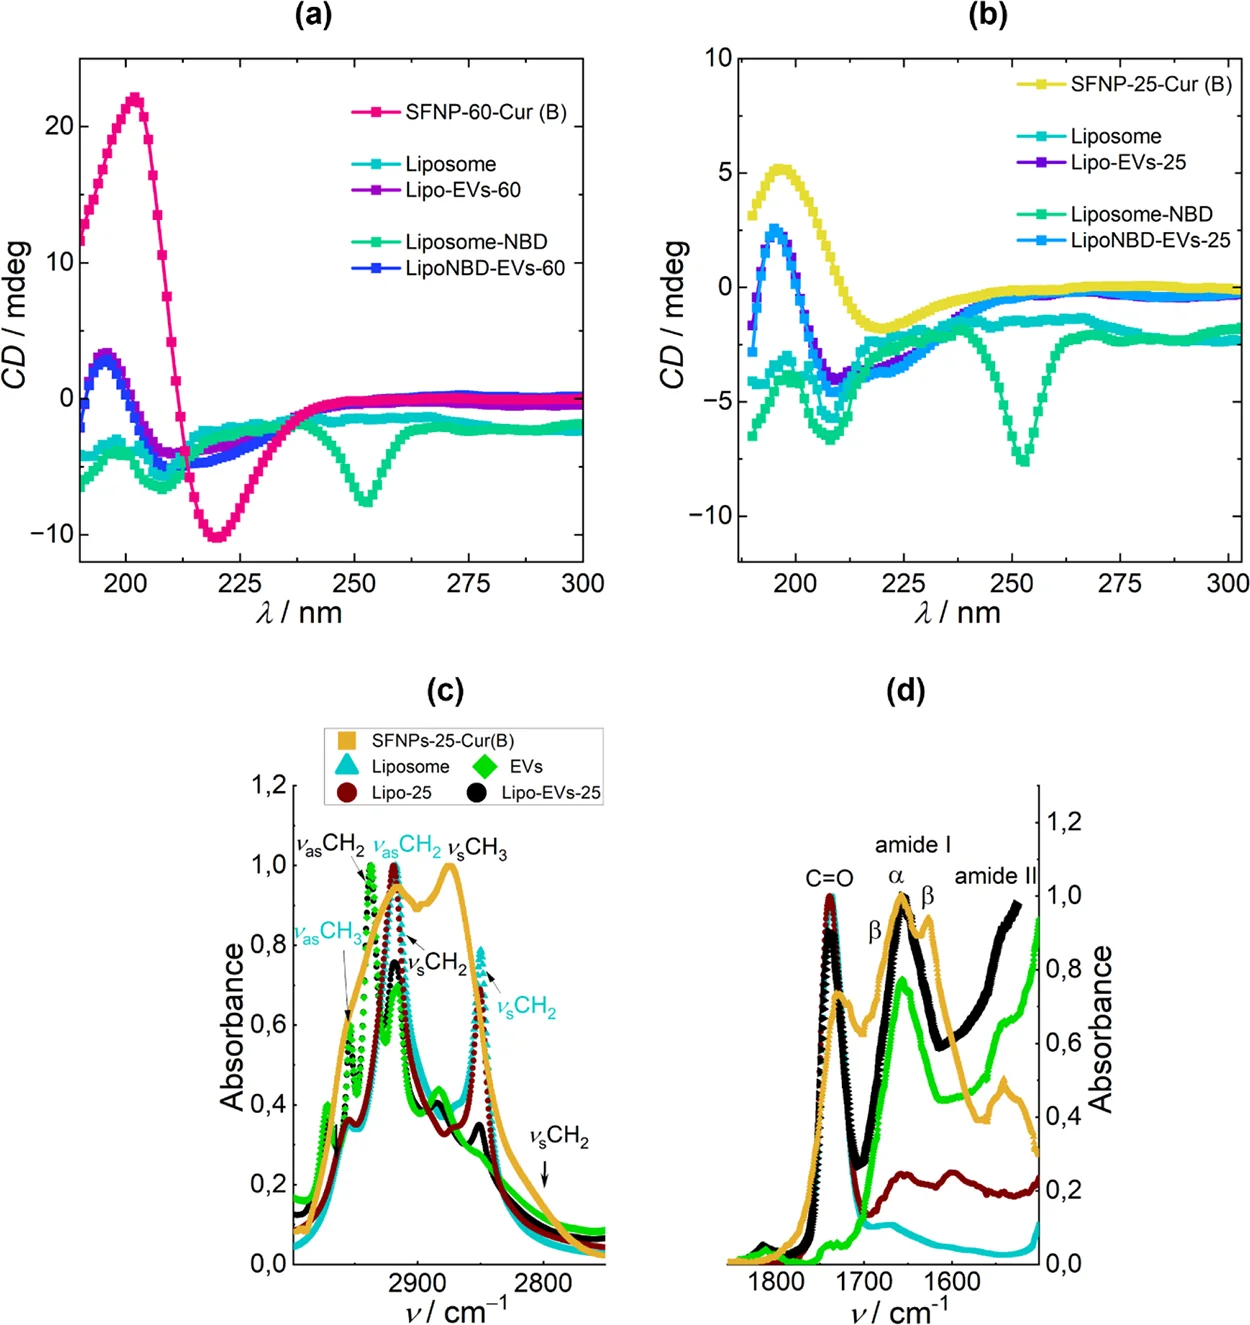 (a)
SFNP-60-Cur (B)
Liposome
Lipo-EVs-60
Liposome-NBD
LipoNBD-EVs-60
20
10
0
−10
CD / mdeg
200 225 250 275 300
λ / nm
(b)
SFNP-25-Cur (B)
Liposome
Lipo-EVs-25
Liposome-NBD
LipoNBD-EVs-25
10
5
0
−5
−10
CD / mdeg
200 225 250 275 300
λ / nm
(c)
SFNPs-25-Cur(B)
Liposome EVs
Lipo-25 Lipo-EVs-25
1,2
1,0
0,8
0,6
0,4
0,2
0,0
Absorbance
νasCH2 νasCH2 νsCH3
νasCH3
νsCH2
νsCH2
νsCH2
2900 2800
ν / cm−1
(d)
amide I
C=O α amide II
β
β
1,2
1,0
0,8
0,6
0,4
0,2
0,0
Absorbance
1800 1700 1600
ν / cm-1